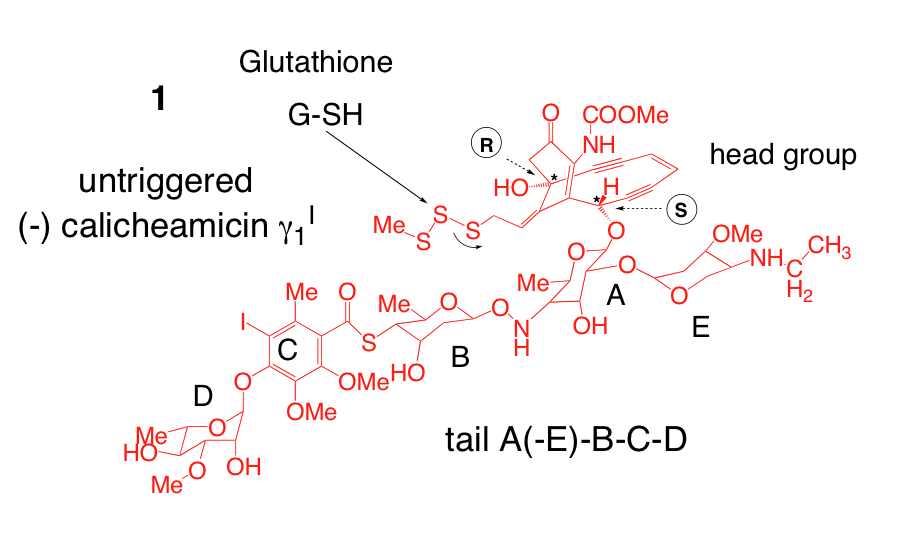 Glutathione
1
G-SH
untriggered
(-) calicheamicin γ₁ᴵ
head group
O
COOMe
NH
R
HO
*
*
H
S
O
Me
S
S
S
O
Me
OH
A
O
O
E
OMe
NH
C
H₂
CH₃
Me
O
I
C
S
Me
O
HO
B
O
N
H
O
OMe
OMe
D
Me
HO
O
O
Me
OH
tail A(-E)-B-C-D